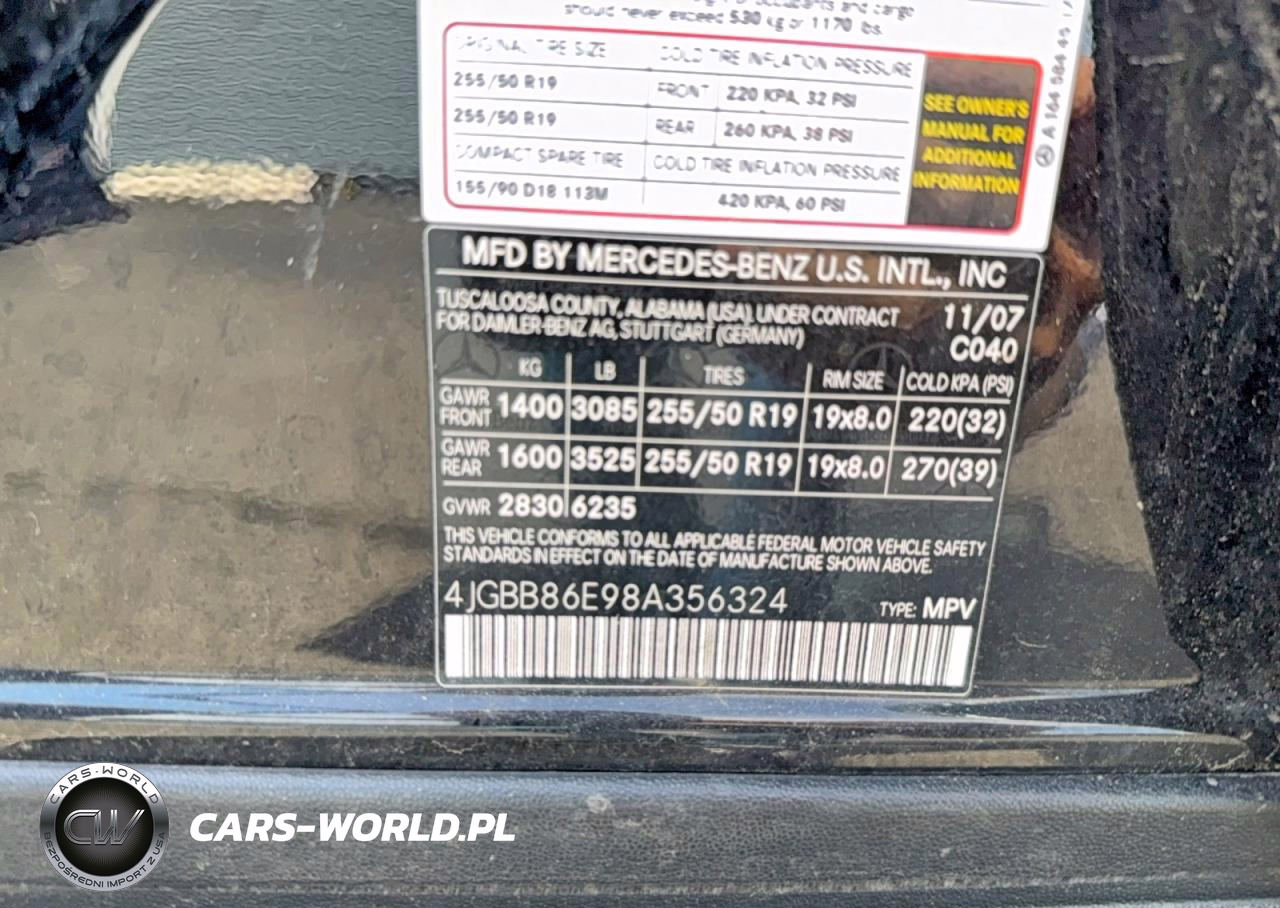 occupants and cargo
should never exceed 530 kg or 1170 lbs.
ORIGINAL TIRE SIZE COLD TIRE INFLATION PRESSURE
255/50 R19 FRONT 220 KPA, 32 PSI
255/50 R19 REAR 260 KPA, 38 PSI
COMPACT SPARE TIRE COLD TIRE INFLATION PRESSURE
155/90 D18 113M 420 KPA, 60 PSI
SEE OWNER'S
MANUAL FOR
ADDITIONAL
INFORMATION
A 164 584 45
MFD BY MERCEDES-BENZ U.S. INTL., INC
TUSCALOOSA COUNTY, ALABAMA (USA), UNDER CONTRACT
FOR DAIMLER-BENZ AG, STUTTGART (GERMANY)
11/07
C040
KG LB TIRES RIM SIZE COLD KPA (PSI)
GAWR FRONT 1400 3085 255/50 R19 19x8.0 220(32)
GAWR REAR 1600 3525 255/50 R19 19x8.0 270(39)
GVWR 2830 6235
THIS VEHICLE CONFORMS TO ALL APPLICABLE FEDERAL MOTOR VEHICLE SAFETY
STANDARDS IN EFFECT ON THE DATE OF MANUFACTURE SHOWN ABOVE.
4JGBB86E98A356324 TYPE: MPV
CARS-WORLD
CW
BEZPOŚREDNI IMPORT Z USA
CARS-WORLD.PL